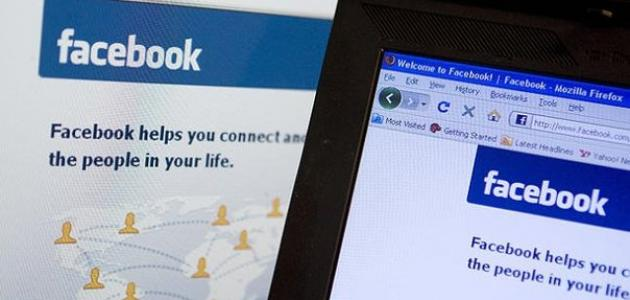 facebook
Facebook helps you connect and
the people in your life.
Welcome to Facebook! | Facebook - Mozilla Firefox
File Edit View History Bookmarks Tools Help
http://www.facebook.com
Most Visited Getting Started Latest Headlines Yahoo!
facebook
Facebook helps you c
the people in your life.